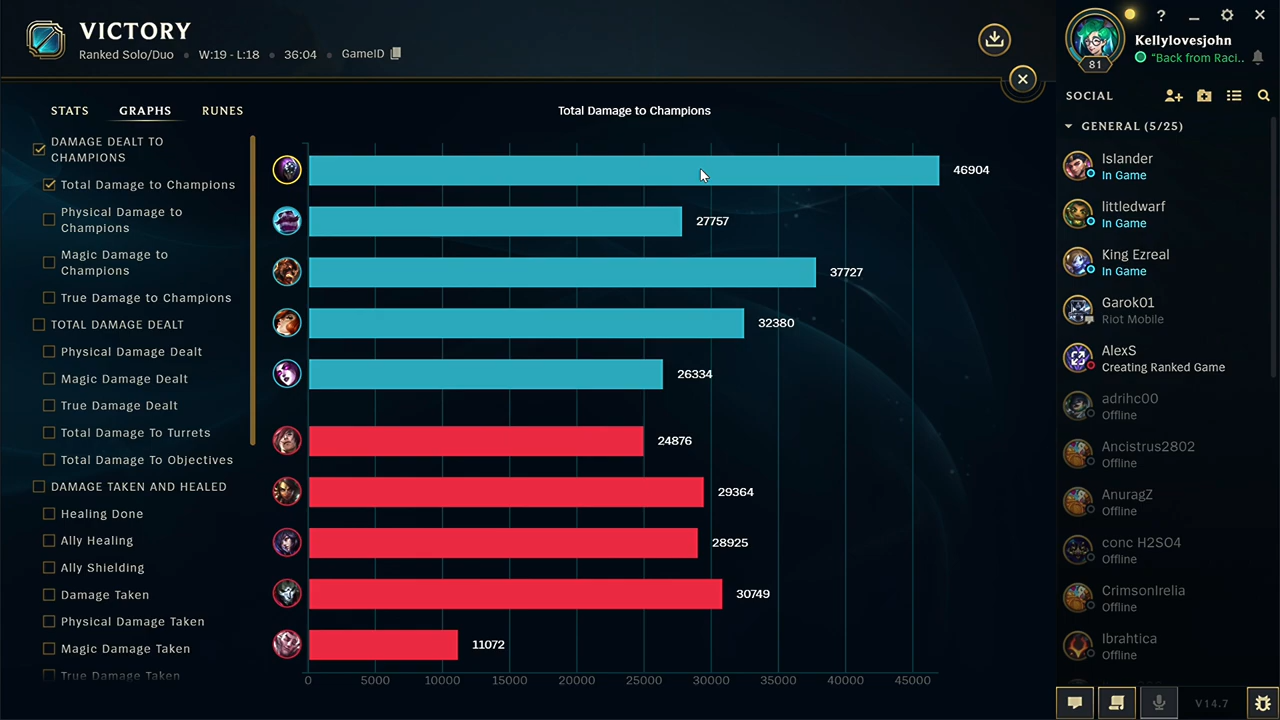 VICTORY
Ranked Solo/Duo • W:19 - L:18 • 36:04 • GameID
STATS GRAPHS RUNES
DAMAGE DEALT TO
CHAMPIONS
Total Damage to Champions
Physical Damage to
Champions
Magic Damage to
Champions
True Damage to Champions
TOTAL DAMAGE DEALT
Physical Damage Dealt
Magic Damage Dealt
True Damage Dealt
Total Damage To Turrets
Total Damage To Objectives
DAMAGE TAKEN AND HEALED
Healing Done
Ally Healing
Ally Shielding
Damage Taken
Physical Damage Taken
Magic Damage Taken
True Damage Taken
Total Damage to Champions
46904
27757
37727
32380
26334
24876
29364
28925
30749
11072
0 5000 10000 15000 20000 25000 30000 35000 40000 45000
81
Kellylovesjohn
"Back from Raci..
SOCIAL
GENERAL (5/25)
Islander
In Game
littledwarf
In Game
King Ezreal
In Game
Garok01
Riot Mobile
AlexS
Creating Ranked Game
adrihc00
Offline
Ancistrus2802
Offline
AnuragZ
Offline
conc H2SO4
Offline
CrimsonIrelia
Offline
Ibrahtica
Offline
V14.7